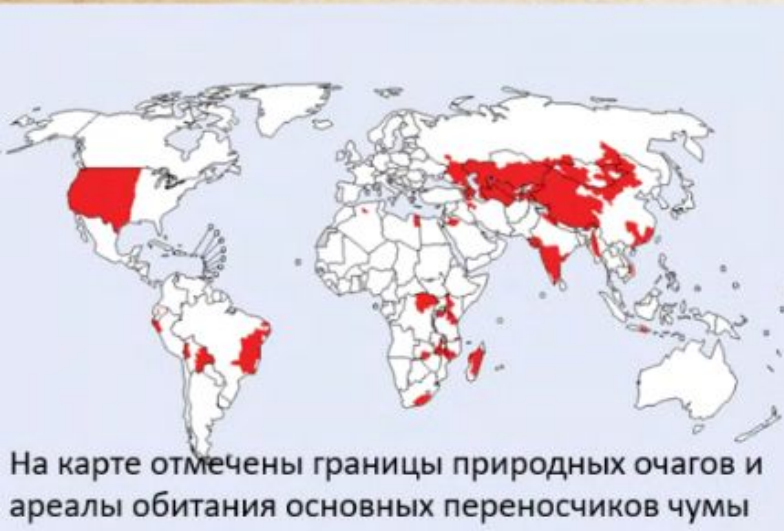 На карте отмечены границы природных очагов и
ареалы обитания основных переносчиков чумы